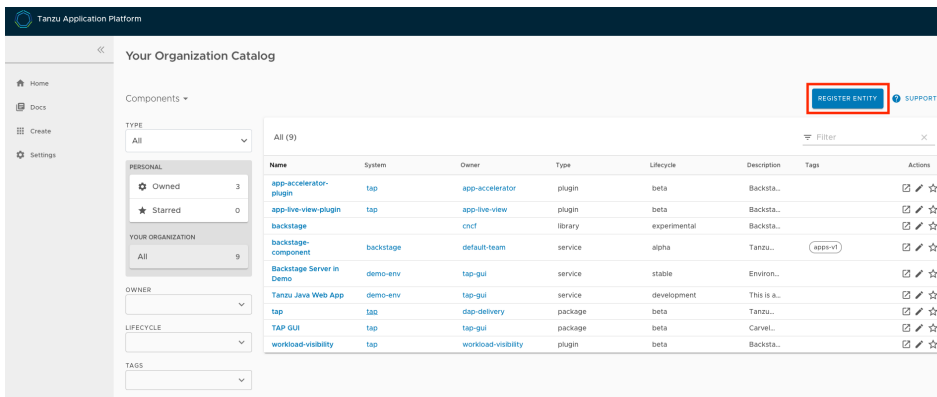 Tanzu Application Platform
Your Organization Catalog
Home
Docs
Create
Settings
Components
REGISTER ENTITY
SUPPORT
TYPE
All
PERSONAL
Owned 3
Starred 0
YOUR ORGANIZATION
All 9
OWNER
LIFECYCLE
TAGS
All (9)
Filter
Name System Owner Type Lifecycle Description Tags Actions
app-accelerator-
plugin tap app-accelerator plugin beta Backsta...
app-live-view-plugin tap app-live-view plugin beta Backsta...
backstage cncf library experimental Backsta...
backstage-
component backstage default-team service alpha Tanzu... apps-v1
Backstage Server in
Demo demo-env tap-gui service stable Environ...
Tanzu Java Web App demo-env tap-gui service development This is a...
tap tap dap-delivery package beta Tanzu...
TAP GUI tap tap-gui package beta Carvel...
workload-visibility tap workload-visibility plugin beta Backsta...